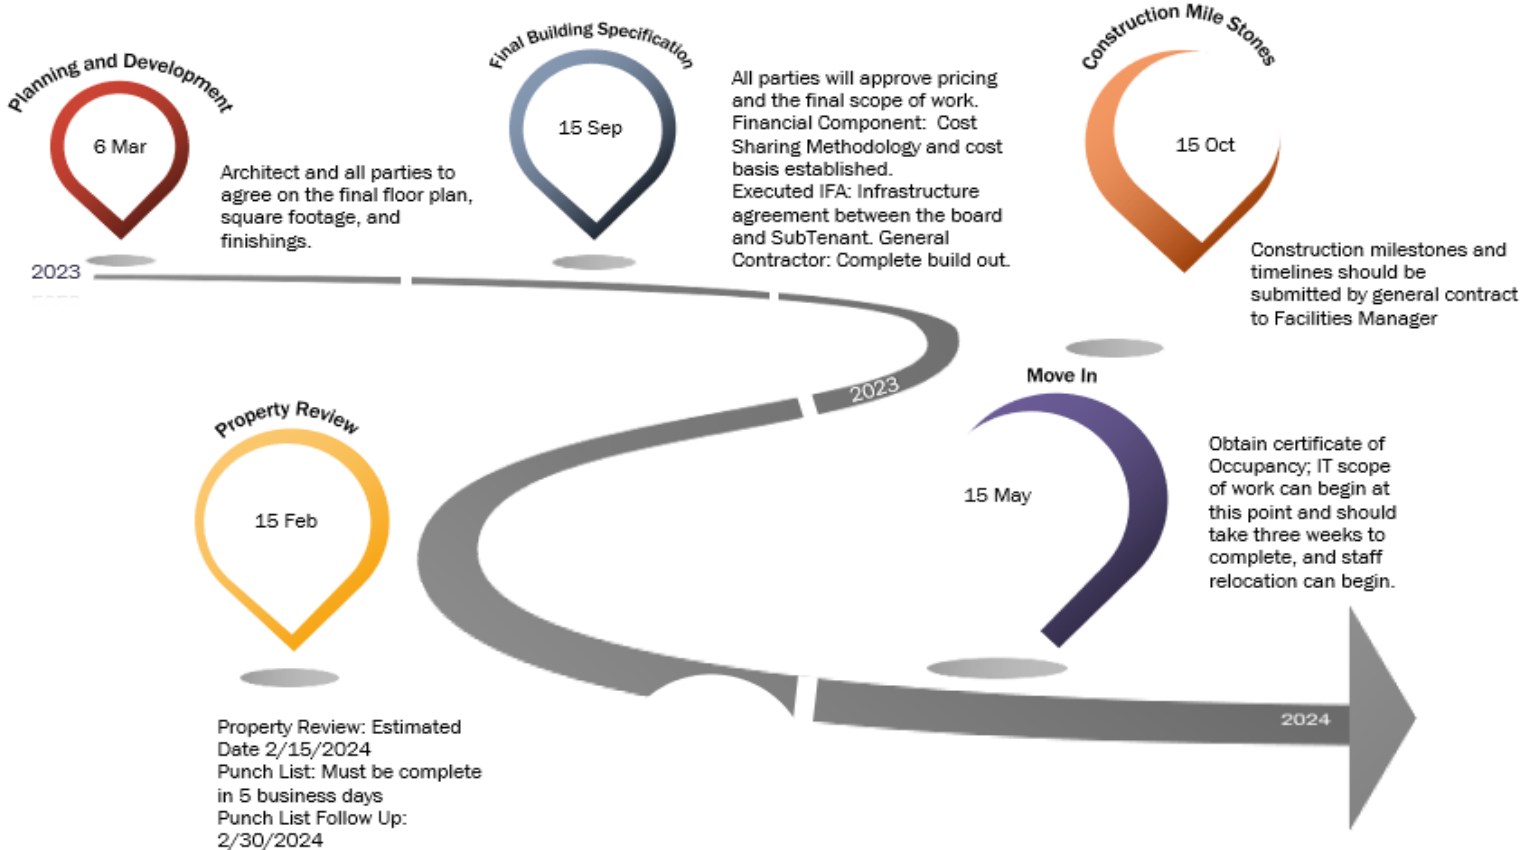 Planning and Development
6 Mar
Architect and all parties to
agree on the final floor plan,
square footage, and
finishings.
2023
Final Building Specification
15 Sep
All parties will approve pricing
and the final scope of work.
Financial Component:  Cost
Sharing Methodology and cost
basis established.
Executed IFA: Infrastructure
agreement between the board
and SubTenant. General
Contractor: Complete build out.
Construction Mile Stones
15 Oct
Construction milestones and
timelines should be
submitted by general contract
to Facilities Manager
2023
Property Review
15 Feb
Property Review: Estimated
Date 2/15/2024
Punch List: Must be complete
in 5 business days
Punch List Follow Up:
2/30/2024
Move In
15 May
Obtain certificate of
Occupancy; IT scope
of work can begin at
this point and should
take three weeks to
complete, and staff
relocation can begin.
2024